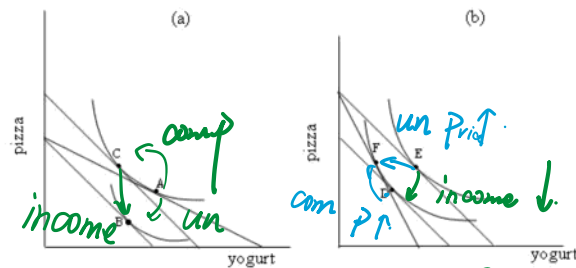 (a)
(b)
pizza
C
A
B
yogurt
comp
un
income
pizza
F
E
D
yogurt
un Price↑.
income ↓
com
P↑